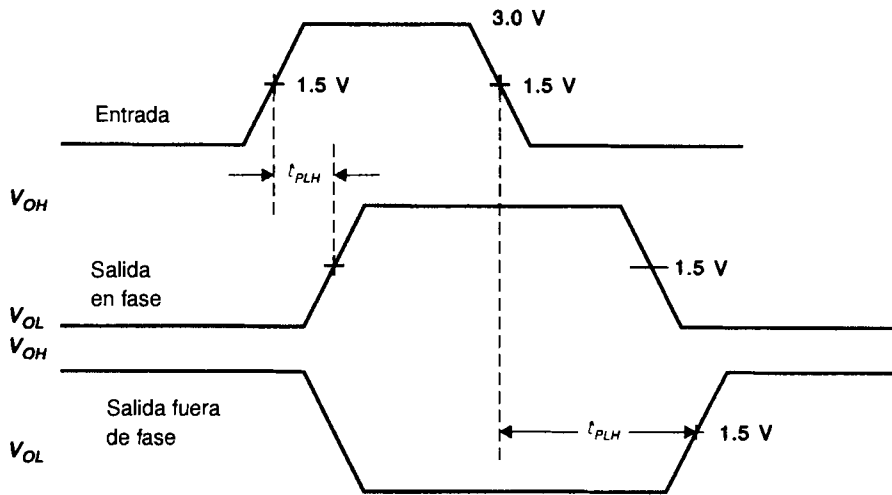 3.0 V
1.5 V
1.5 V
Entrada
tPLH
VOH
Salida
en fase
1.5 V
VOL
VOH
Salida fuera
de fase
tPLH
1.5 V
VOL